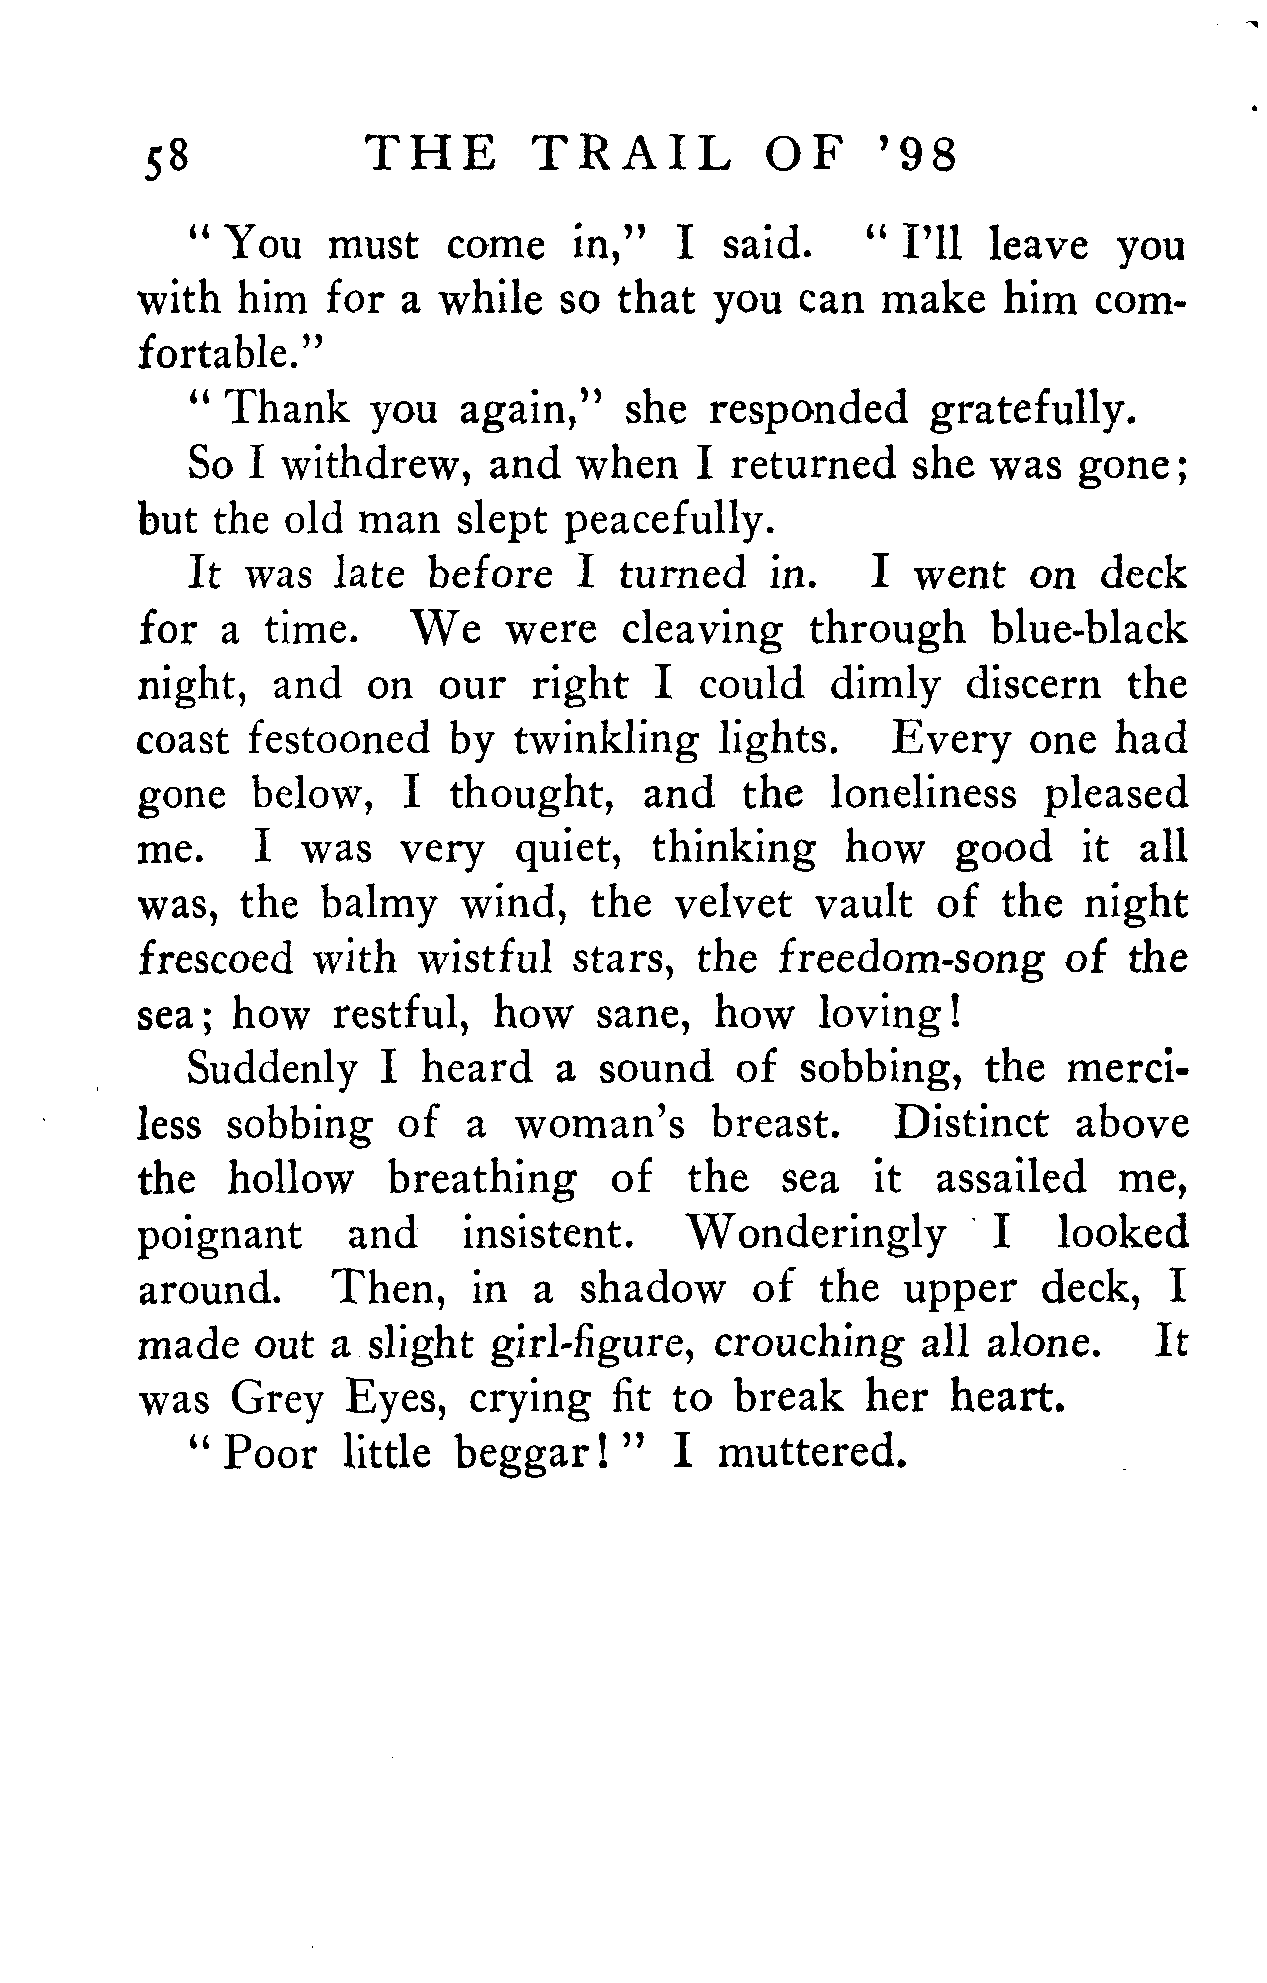 58 THE TRAIL OF '98
" You must come in," I said. " I'll leave you
with him for a while so that you can make him com-
fortable."
" Thank you again," she responded gratefully.
So I withdrew, and when I returned she was gone;
but the old man slept peacefully.
It was late before I turned in. I went on deck
for a time. We were cleaving through blue-black
night, and on our right I could dimly discern the
coast festooned by twinkling lights. Every one had
gone below, I thought, and the loneliness pleased
me. I was very quiet, thinking how good it all
was, the balmy wind, the velvet vault of the night
frescoed with wistful stars, the freedom-song of the
sea; how restful, how sane, how loving!
Suddenly I heard a sound of sobbing, the merci-
less sobbing of a woman's breast. Distinct above
the hollow breathing of the sea it assailed me,
poignant and insistent. Wonderingly I looked
around. Then, in a shadow of the upper deck, I
made out a slight girl-figure, crouching all alone. It
was Grey Eyes, crying fit to break her heart.
" Poor little beggar! " I muttered.